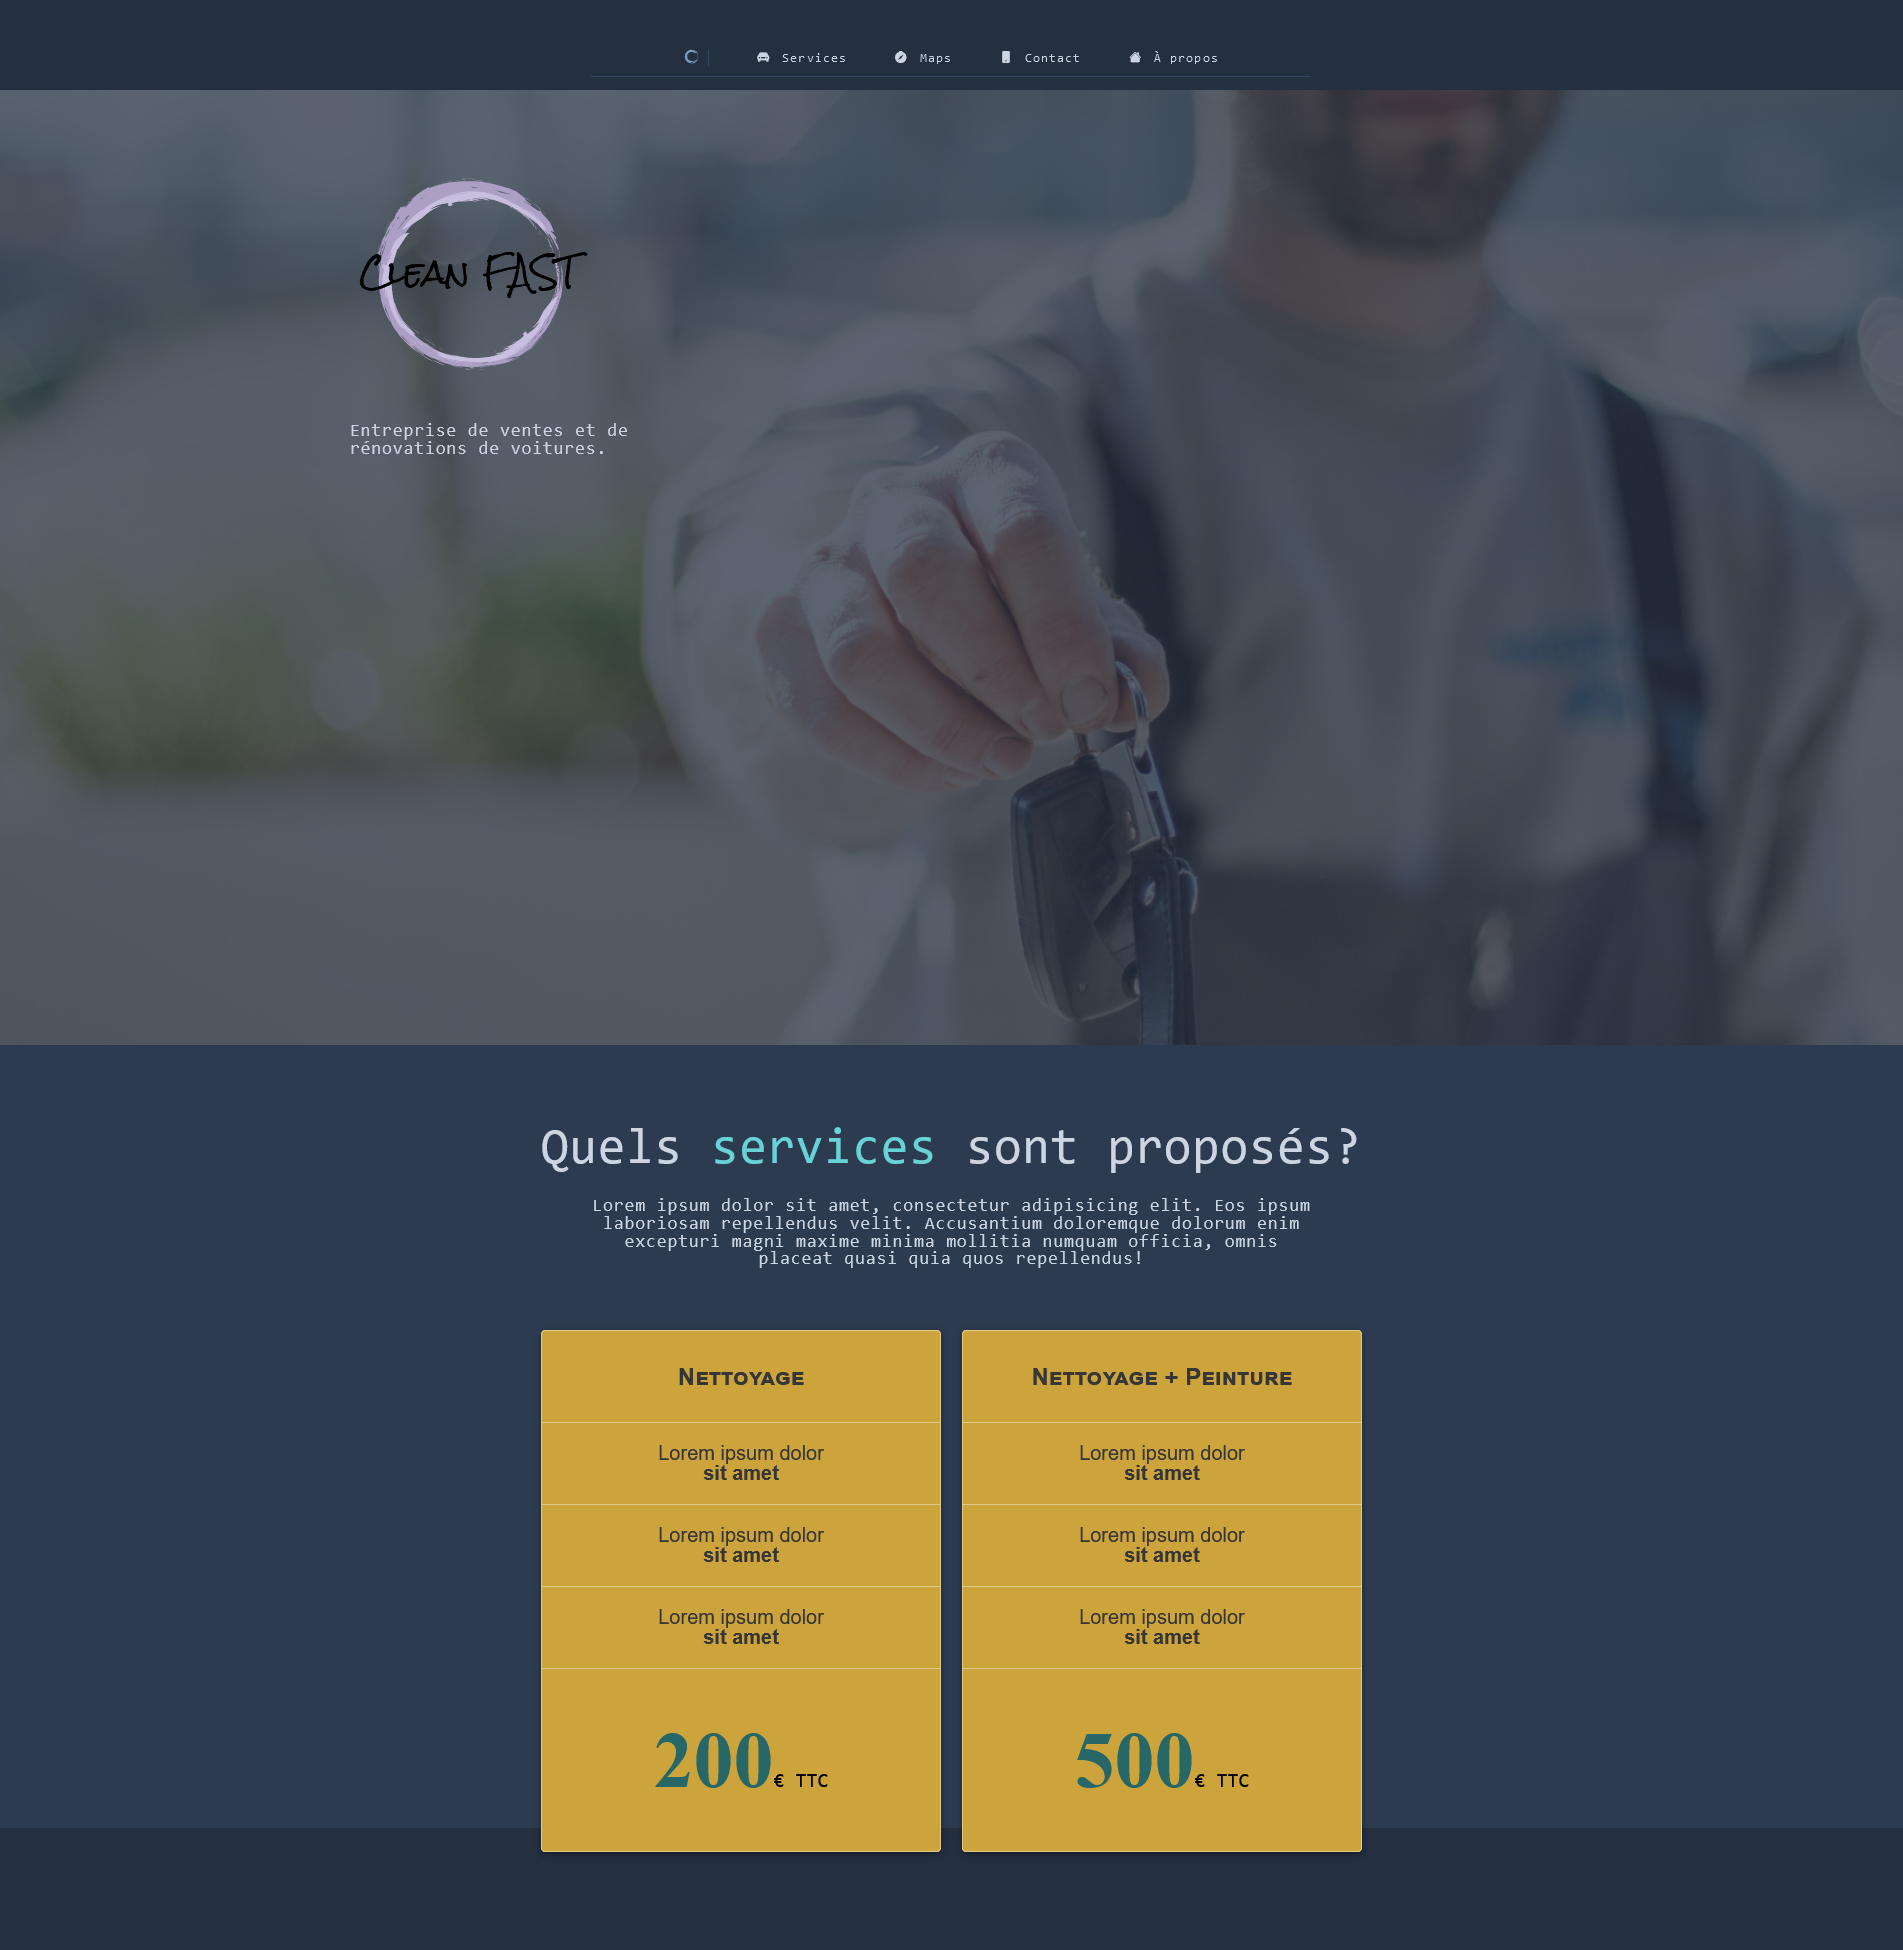 Services
Maps
Contact
À propos
Clean FAST
Entreprise de ventes et de
rénovations de voitures.
Quels services sont proposés?
Lorem ipsum dolor sit amet, consectetur adipisicing elit. Eos ipsum
laboriosam repellendus velit. Accusantium doloremque dolorum enim
excepturi magni maxime minima mollitia numquam officia, omnis
placeat quasi quia quos repellendus!
Nettoyage
Lorem ipsum dolor
sit amet
Lorem ipsum dolor
sit amet
Lorem ipsum dolor
sit amet
200€ TTC
Nettoyage + Peinture
Lorem ipsum dolor
sit amet
Lorem ipsum dolor
sit amet
Lorem ipsum dolor
sit amet
500€ TTC